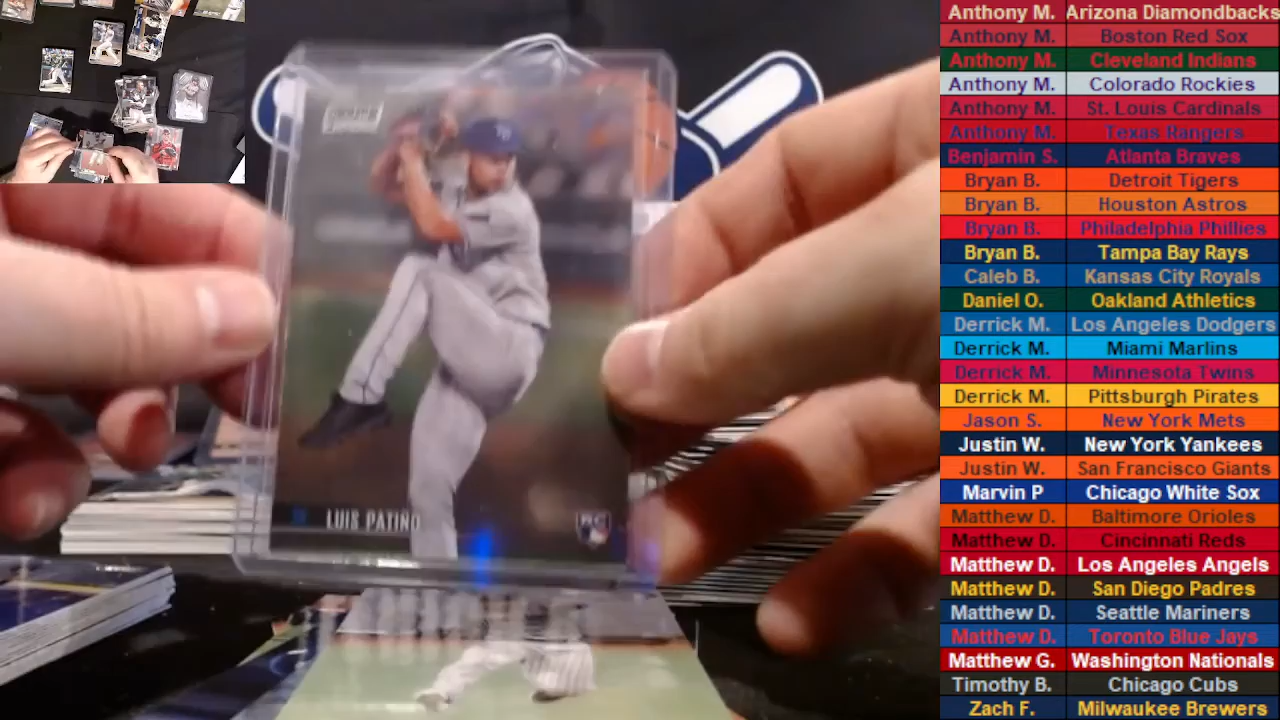 LUIS PATIÑO
RC
TB
Anthony M. Arizona Diamondbacks
Anthony M. Boston Red Sox
Anthony M. Cleveland Indians
Anthony M. Colorado Rockies
Anthony M. St. Louis Cardinals
Anthony M. Texas Rangers
Benjamin S. Atlanta Braves
Bryan B. Detroit Tigers
Bryan B. Houston Astros
Bryan B. Philadelphia Phillies
Bryan B. Tampa Bay Rays
Caleb B. Kansas City Royals
Daniel O. Oakland Athletics
Derrick M. Los Angeles Dodgers
Derrick M. Miami Marlins
Derrick M. Minnesota Twins
Derrick M. Pittsburgh Pirates
Jason S. New York Mets
Justin W. New York Yankees
Justin W. San Francisco Giants
Marvin P Chicago White Sox
Matthew D. Baltimore Orioles
Matthew D. Cincinnati Reds
Matthew D. Los Angeles Angels
Matthew D. San Diego Padres
Matthew D. Seattle Mariners
Matthew D. Toronto Blue Jays
Matthew G. Washington Nationals
Timothy B. Chicago Cubs
Zach F. Milwaukee Brewers